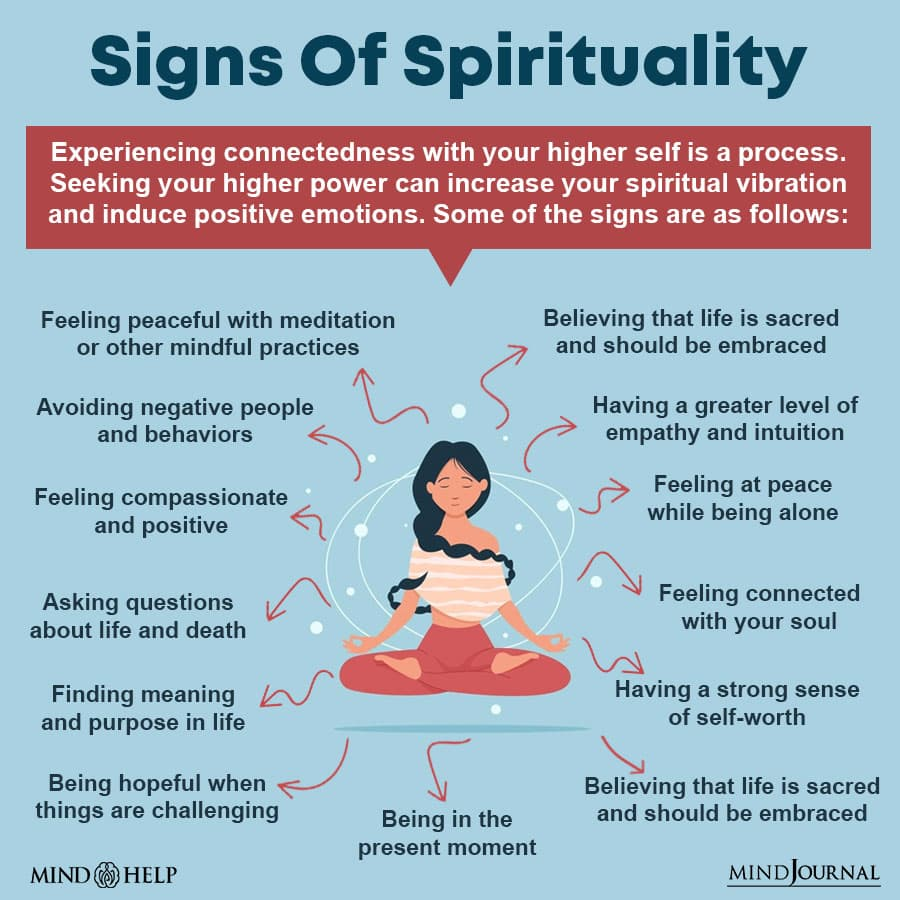 Signs Of Spirituality
Experiencing connectedness with your higher self is a process.
Seeking your higher power can increase your spiritual vibration
and induce positive emotions. Some of the signs are as follows:
Feeling peaceful with meditation
or other mindful practices
Avoiding negative people
and behaviors
Feeling compassionate
and positive
Asking questions
about life and death
Finding meaning
and purpose in life
Being hopeful when
things are challenging
Being in the
present moment
Believing that life is sacred
and should be embraced
Having a greater level of
empathy and intuition
Feeling at peace
while being alone
Feeling connected
with your soul
Having a strong sense
of self-worth
Believing that life is sacred
and should be embraced
MIND HELP
MINDJOURNAL